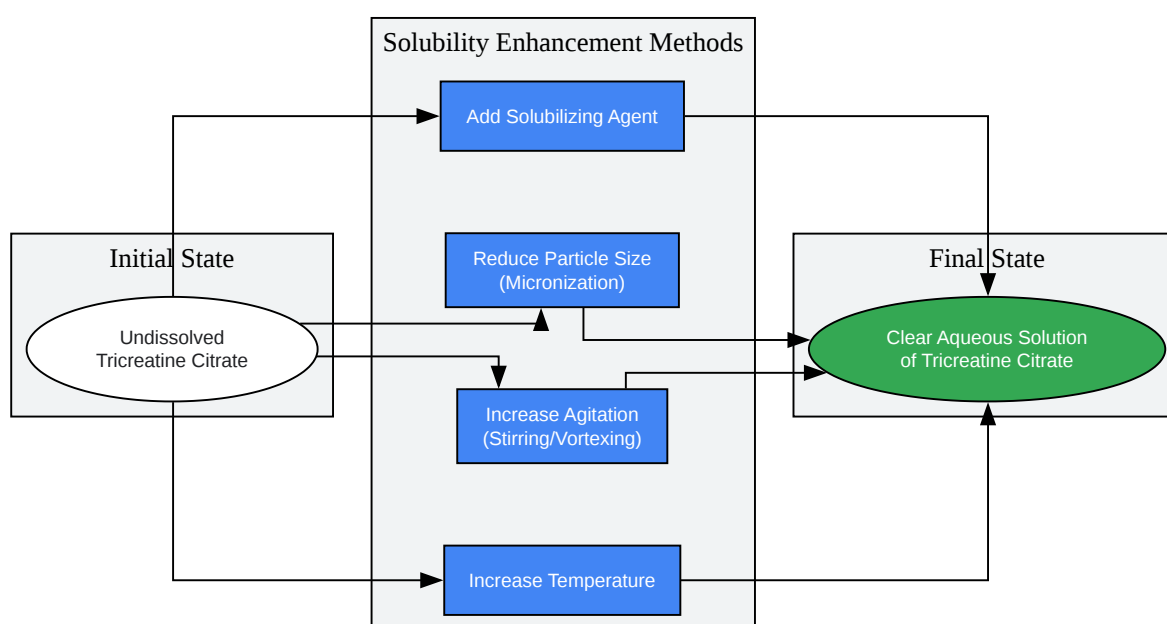 Solubility Enhancement Methods
Add Solubilizing Agent
Initial State
Undissolved
Tricreatine Citrate
Reduce Particle Size
(Micronization)
Increase Agitation
(Stirring/Vortexing)
Increase Temperature
Final State
Clear Aqueous Solution
of Tricreatine Citrate